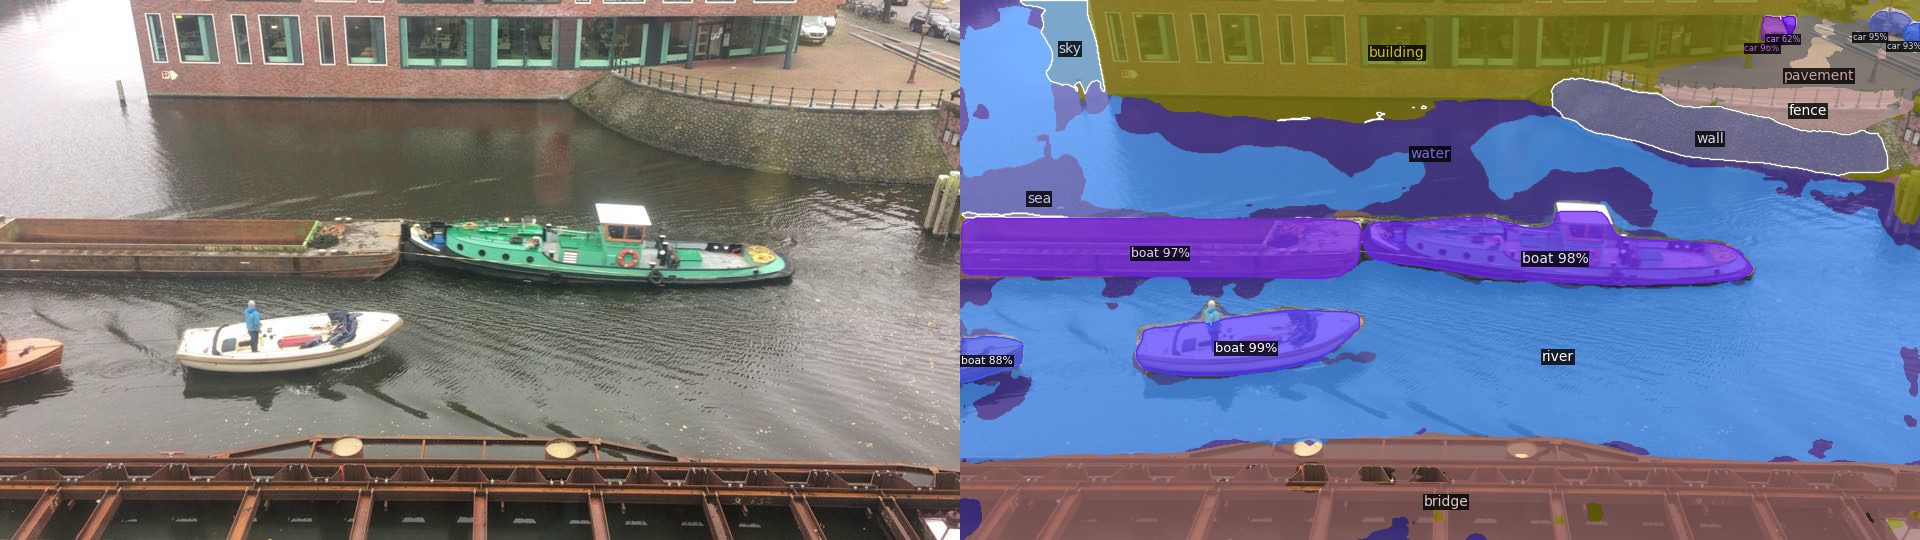 sky
building
car 62%
car 96%
car 95%
car 93%
pavement
fence
wall
water
sea
boat 97%
boat 98%
boat 99%
boat 88%
river
bridge